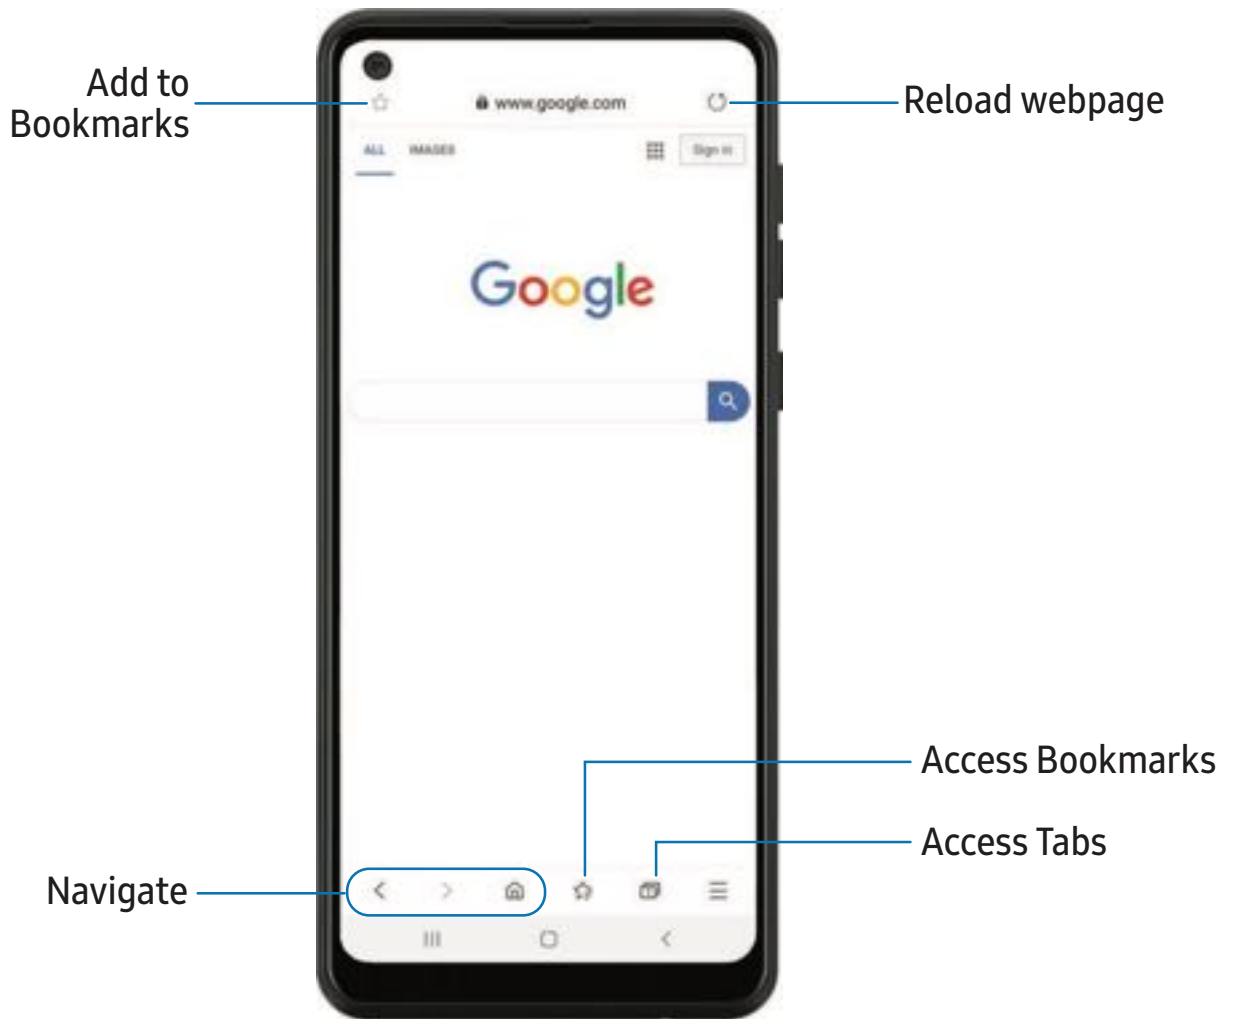 Add to
Bookmarks
www.google.com
Reload webpage
ALL IMAGES
Sign in
Google
Access Bookmarks
Access Tabs
Navigate